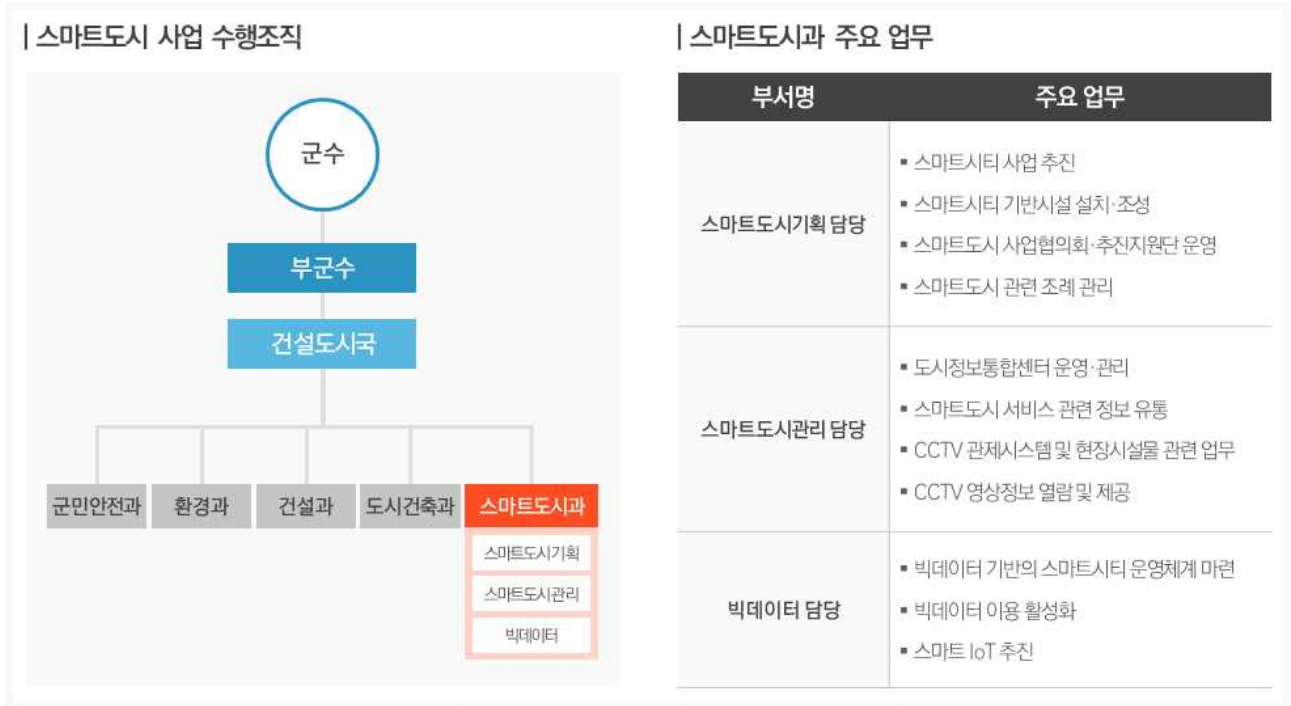 스마트도시 사업 수행조직
군수
부군수
건설도시국
군민안전과 환경과 건설과 도시건축과 스마트도시과
스마트도시기획
스마트도시관리
빅데이터
스마트도시과 주요 업무
부서명 주요 업무
스마트도시기획 담당
▪ 스마트시티 사업 추진
▪ 스마트시티 기반시설 설치·조성
▪ 스마트도시 사업협의회·추진지원단 운영
▪ 스마트도시 관련 조례 관리
스마트도시관리 담당
▪ 도시정보통합센터 운영·관리
▪ 스마트도시 서비스 관련 정보 유통
▪ CCTV 관제시스템 및 현장시설물 관련 업무
▪ CCTV 영상정보 열람 및 제공
빅데이터 담당
▪ 빅데이터 기반의 스마트시티 운영체계 마련
▪ 빅데이터 이용 활성화
▪ 스마트 IoT 추진